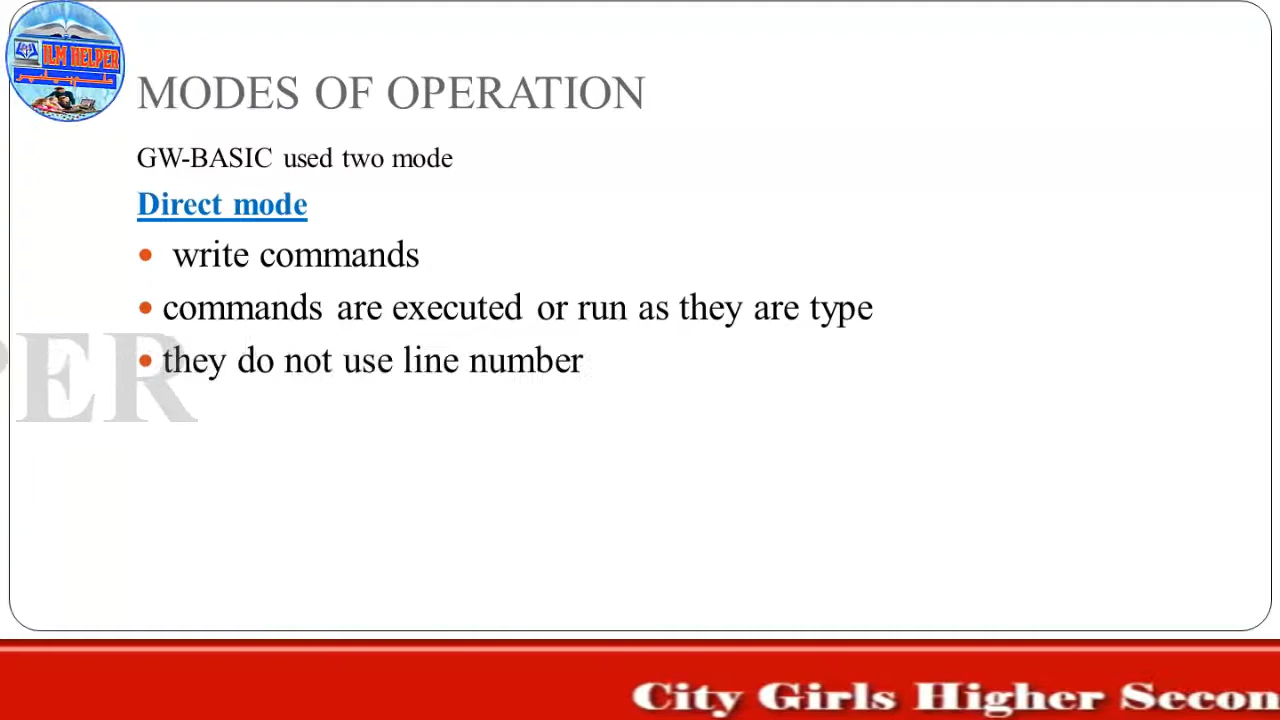 ILM HELPER
MODES OF OPERATION
GW-BASIC used two mode
Direct mode
• write commands
• commands are executed or run as they are type
• they do not use line number
PER
City Girls Higher Secon